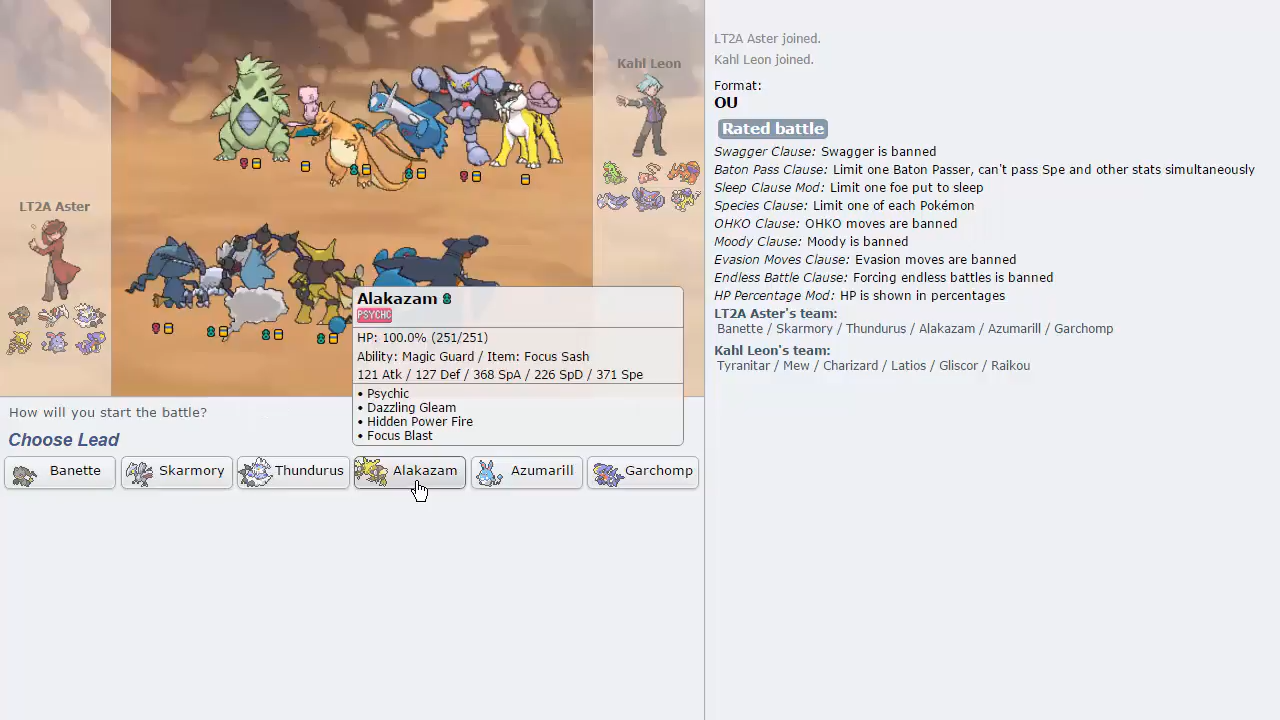 LT2A Aster
Kahl Leon
Alakazam
PSYCHC
HP: 100.0% (251/251)
Ability: Magic Guard / Item: Focus Sash
121 Atk / 127 Def / 368 SpA / 226 SpD / 371 Spe
• Psychic
• Dazzling Gleam
• Hidden Power Fire
• Focus Blast
How will you start the battle?
Choose Lead
Banette
Skarmory
Thundurus
Alakazam
Azumarill
Garchomp
LT2A Aster joined.
Kahl Leon joined.
Format:
OU
Rated battle
Swagger Clause: Swagger is banned
Baton Pass Clause: Limit one Baton Passer, can't pass Spe and other stats simultaneously
Sleep Clause Mod: Limit one foe put to sleep
Species Clause: Limit one of each Pokémon
OHKO Clause: OHKO moves are banned
Moody Clause: Moody is banned
Evasion Moves Clause: Evasion moves are banned
Endless Battle Clause: Forcing endless battles is banned
HP Percentage Mod: HP is shown in percentages
LT2A Aster's team:
Banette / Skarmory / Thundurus / Alakazam / Azumarill / Garchomp
Kahl Leon's team:
Tyranitar / Mew / Charizard / Latios / Gliscor / Raikou